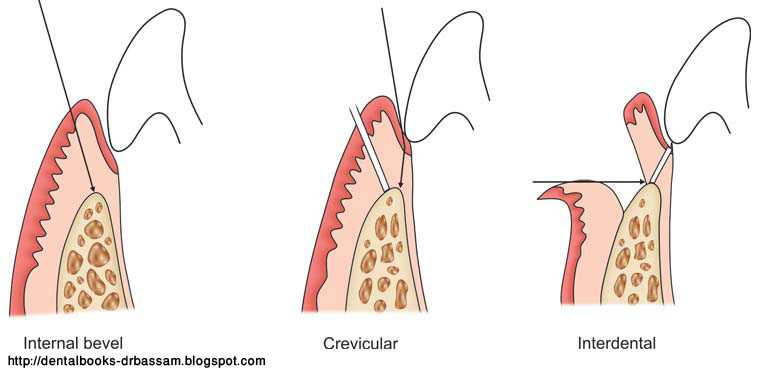 Internal bevel
Crevicular
Interdental
http://dentalbooks-drbassam.blogspot.com